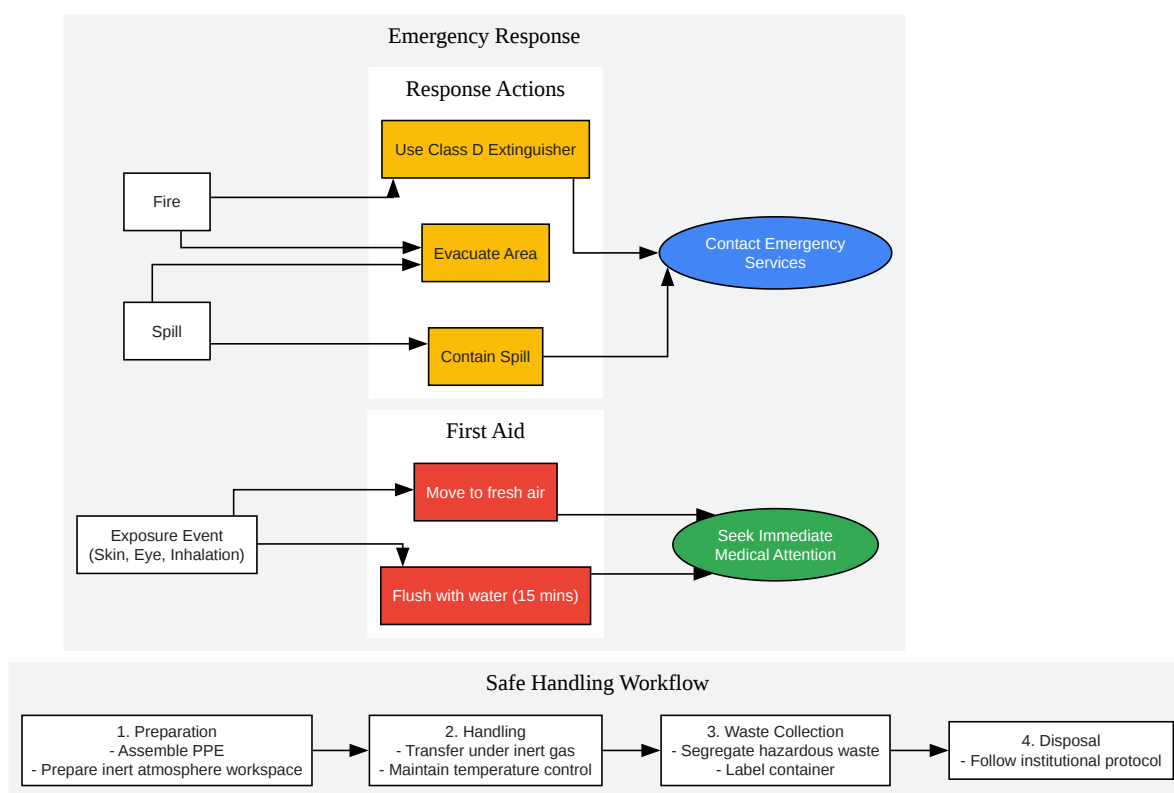 Emergency Response
Response Actions
Use Class D Extinguisher
Fire
Evacuate Area
Contact Emergency
Services
Spill
Contain Spill
First Aid
Move to fresh air
Exposure Event
(Skin, Eye, Inhalation)
Seek Immediate
Medical Attention
Flush with water (15 mins)
Safe Handling Workflow
1. Preparation
- Assemble PPE
- Prepare inert atmosphere workspace
2. Handling
- Transfer under inert gas
- Maintain temperature control
3. Waste Collection
- Segregate hazardous waste
- Label container
4. Disposal
- Follow institutional protocol